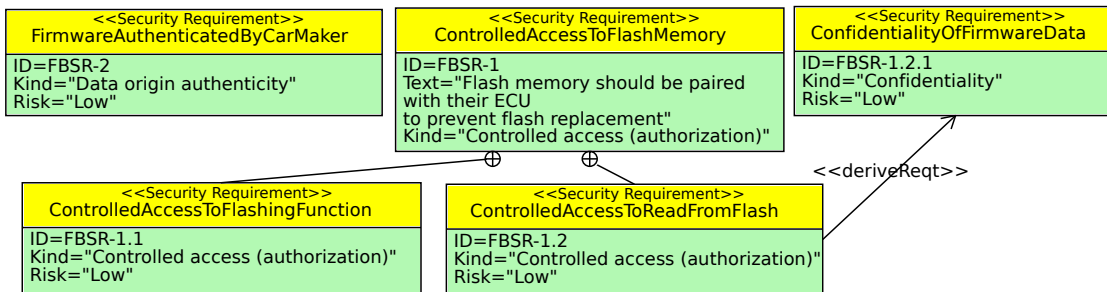 <<Security Requirement>>
FirmwareAuthenticatedByCarMaker
ID=FBSR-2
Kind="Data origin authenticity"
Risk="Low"
<<Security Requirement>>
ControlledAccessToFlashMemory
ID=FBSR-1
Text="Flash memory should be paired
with their ECU
to prevent flash replacement"
Kind="Controlled access (authorization)"
<<Security Requirement>>
ConfidentialityOfFirmwareData
ID=FBSR-1.2.1
Kind="Confidentiality"
Risk="Low"
<<deriveReqt>>
<<Security Requirement>>
ControlledAccessToFlashingFunction
ID=FBSR-1.1
Kind="Controlled access (authorization)"
Risk="Low"
<<Security Requirement>>
ControlledAccessToReadFromFlash
ID=FBSR-1.2
Kind="Controlled access (authorization)"
Risk="Low"